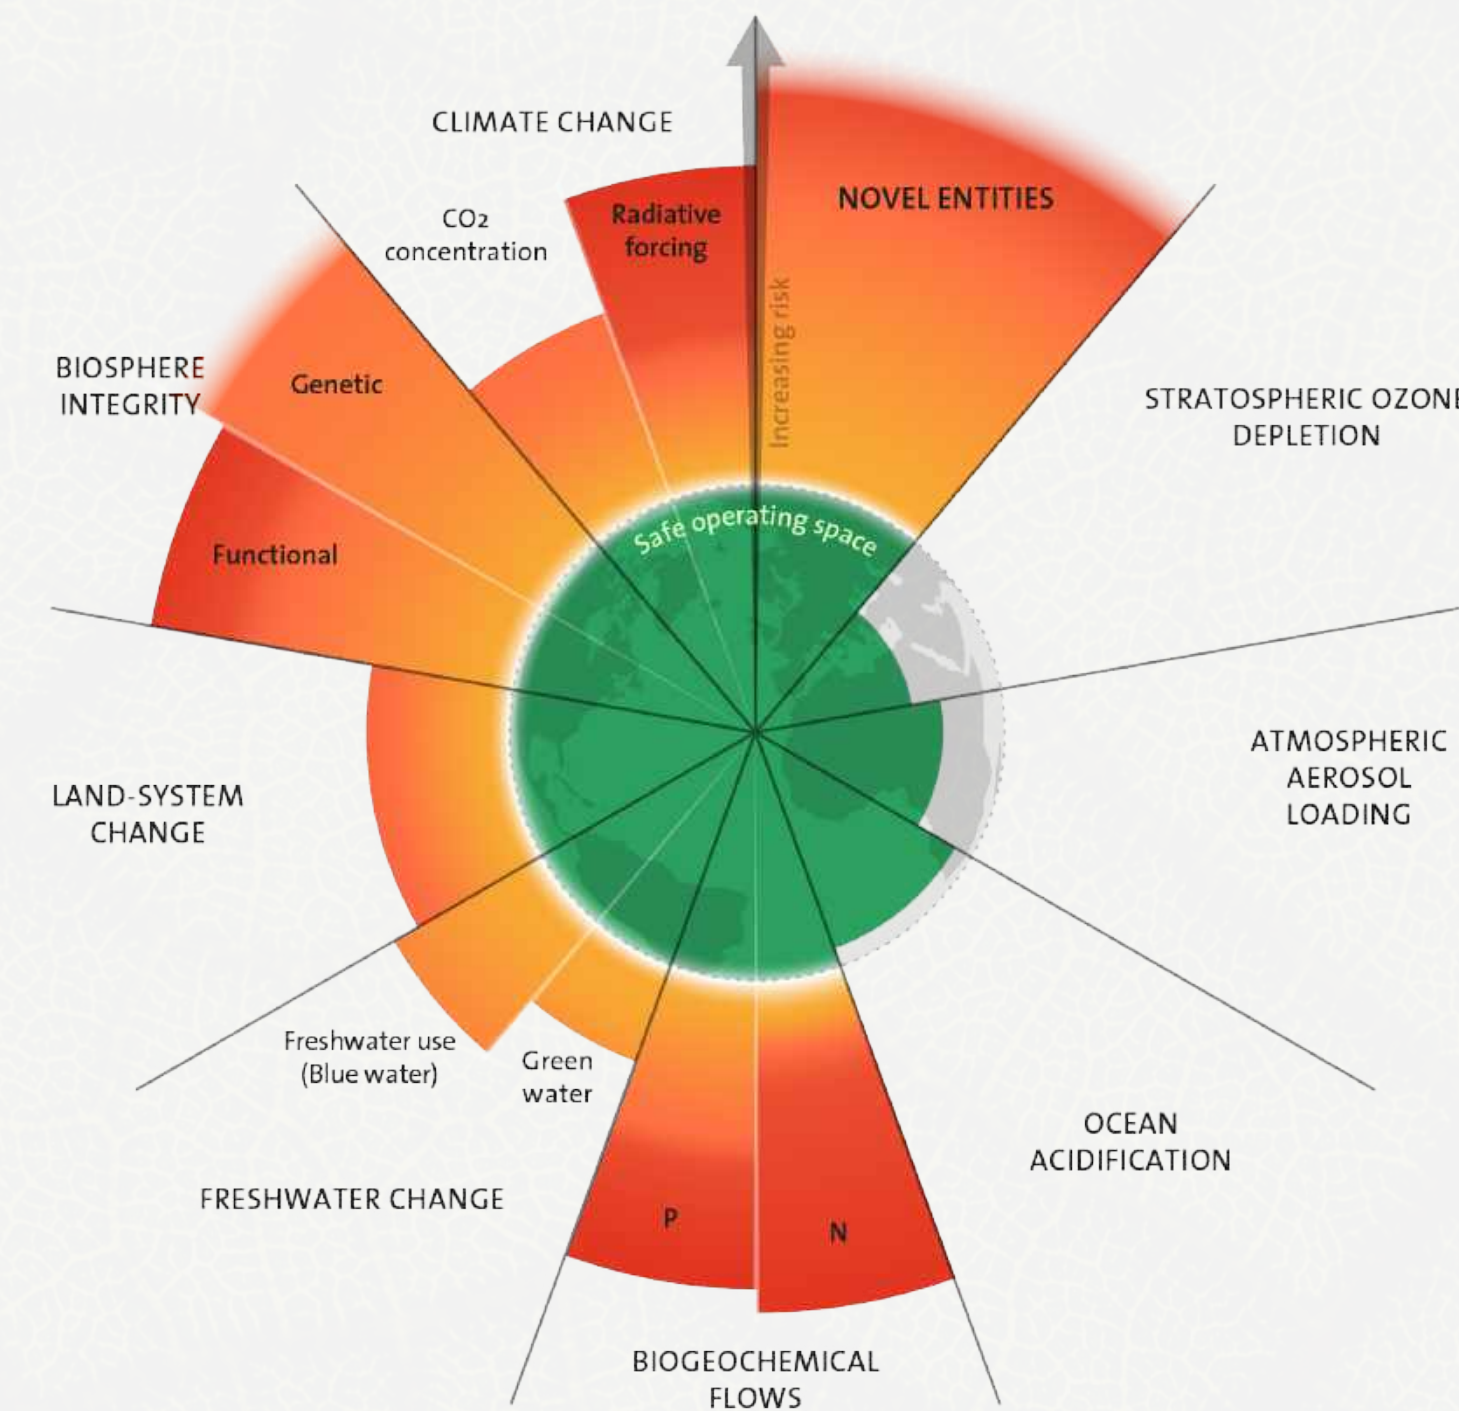 CLIMATE CHANGE
CO2
concentration
Radiative
forcing
NOVEL ENTITIES
Increasing risk
BIOSPHERE
INTEGRITY
Genetic
Functional
STRATOSPHERIC OZONE
DEPLETION
Safe operating space
ATMOSPHERIC
AEROSOL
LOADING
LAND-SYSTEM
CHANGE
Freshwater use
(Blue water)
Green
water
OCEAN
ACIDIFICATION
FRESHWATER CHANGE
P
N
BIOGEOCHEMICAL
FLOWS